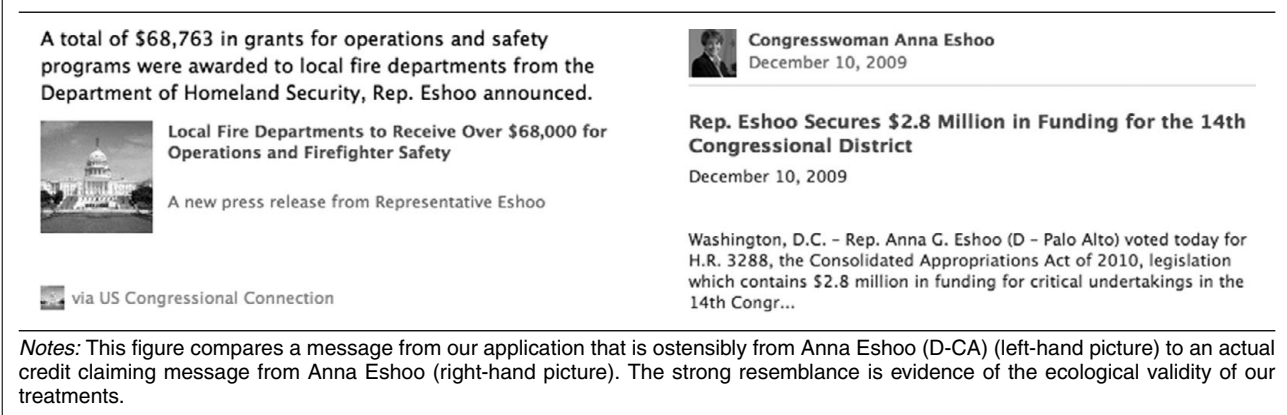 A total of $68,763 in grants for operations and safety
programs were awarded to local fire departments from the
Department of Homeland Security, Rep. Eshoo announced.
Local Fire Departments to Receive Over $68,000 for
Operations and Firefighter Safety
A new press release from Representative Eshoo
via US Congressional Connection
Congresswoman Anna Eshoo
December 10, 2009
Rep. Eshoo Secures $2.8 Million in Funding for the 14th
Congressional District
December 10, 2009
Washington, D.C. – Rep. Anna G. Eshoo (D – Palo Alto) voted today for
H.R. 3288, the Consolidated Appropriations Act of 2010, legislation
which contains $2.8 million in funding for critical undertakings in the
14th Congr...
Notes: This figure compares a message from our application that is ostensibly from Anna Eshoo (D-CA) (left-hand picture) to an actual
credit claiming message from Anna Eshoo (right-hand picture). The strong resemblance is evidence of the ecological validity of our
treatments.